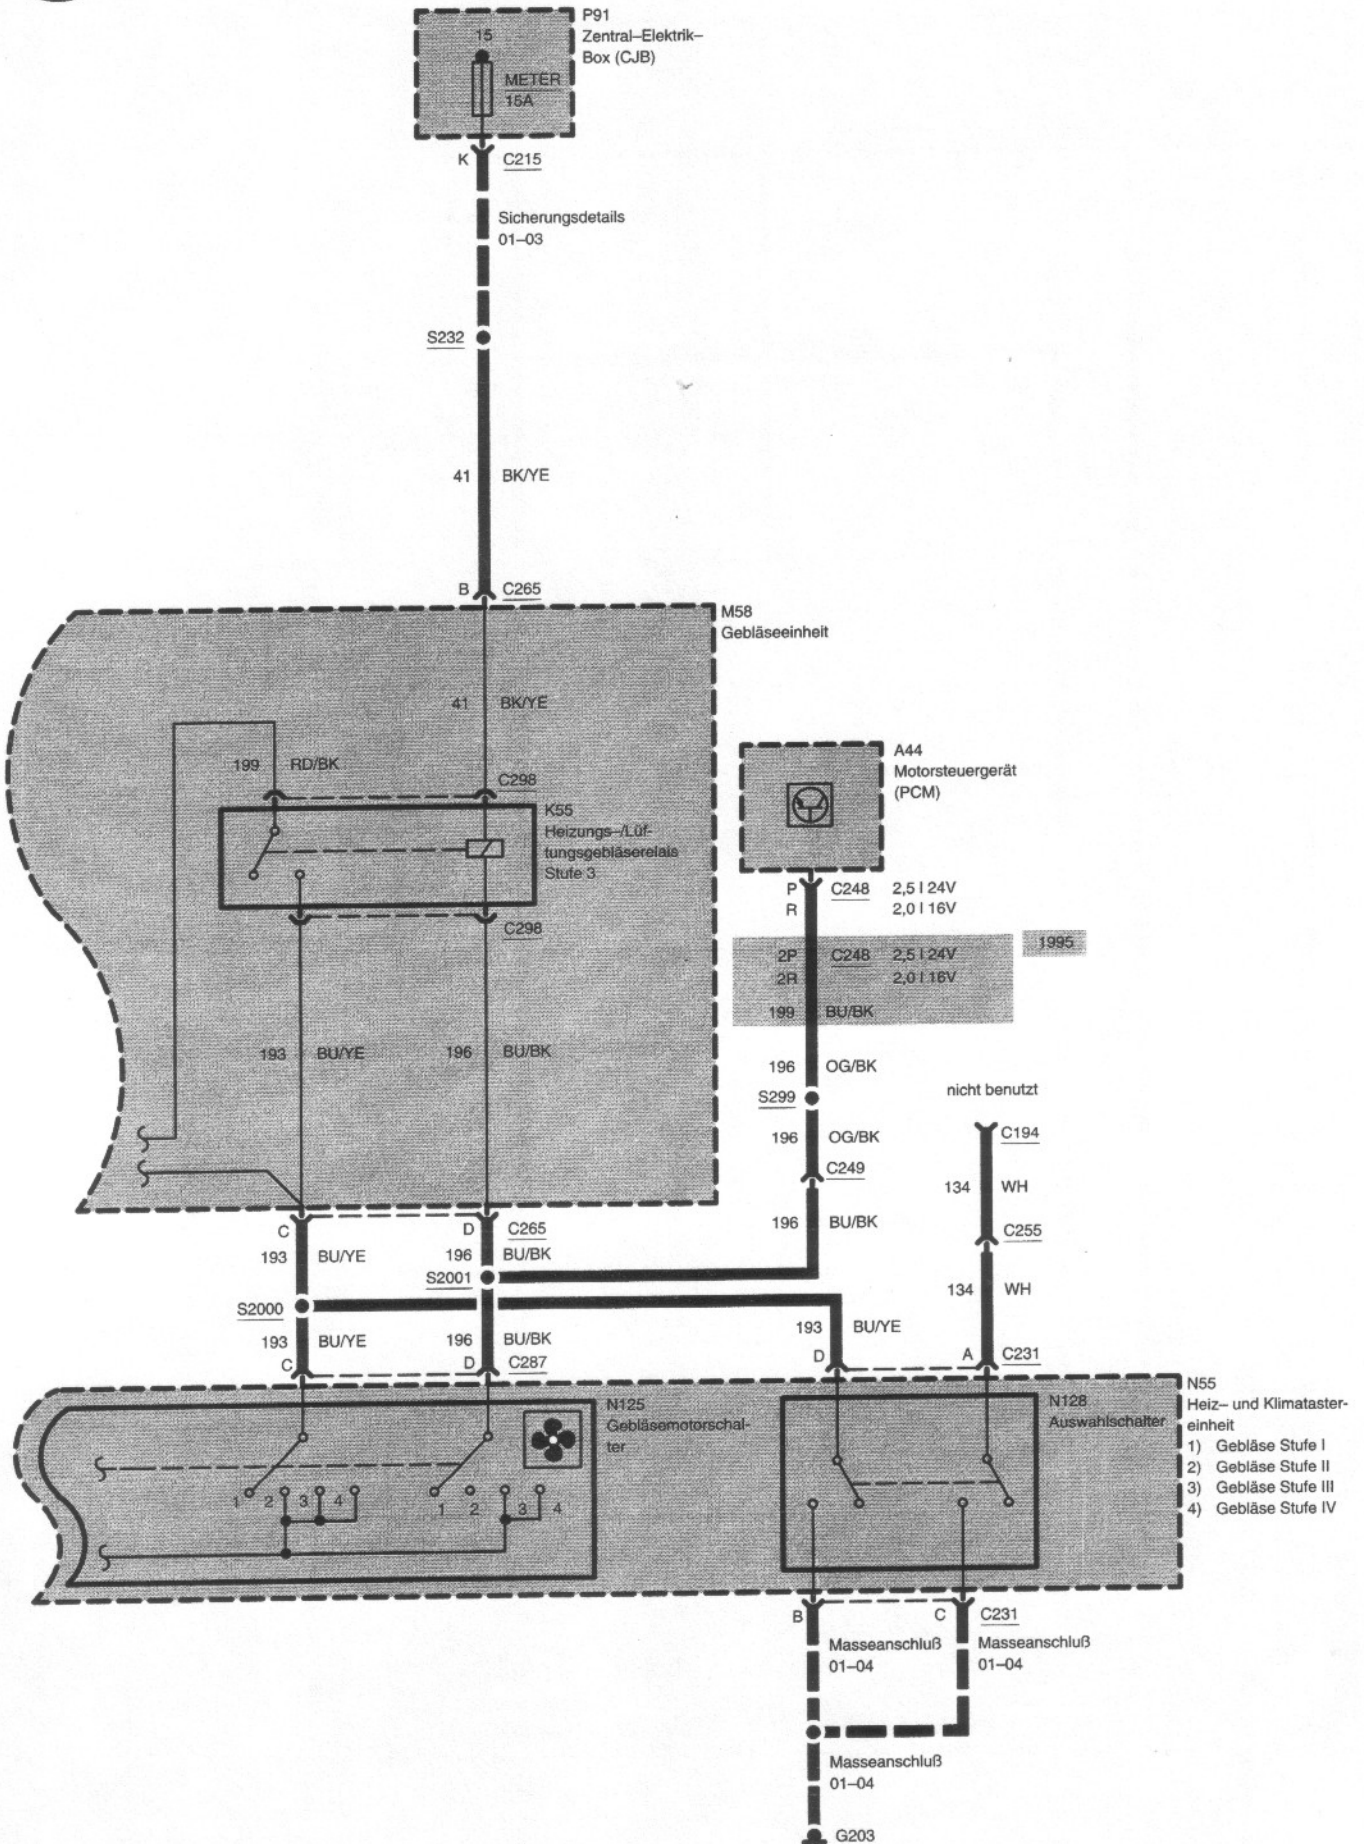 P91
Zentral–Elektrik–
Box (CJB)
15
METER
15A
K C215
Sicherungsdetails
01–03
S232
41 BK/YE
B C265
M58
Gebläseeinheit
41 BK/YE
199 RD/BK
C298
K55
Heizungs–/Lüf-
tungsgebläserelais
Stufe 3
C298
A44
Motorsteuergerät
(PCM)
P C248 2,5 l 24V
R 2,0 l 16V
1995
2P C248 2,5 l 24V
2R 2,0 l 16V
199 BU/BK
193 BU/YE
196 BU/BK
196 OG/BK
S299
196 OG/BK
C249
196 BU/BK
nicht benutzt
C194
134 WH
C255
134 WH
C D C265
193 BU/YE
196 BU/BK
S2001
S2000
193 BU/YE
196 BU/BK
C D C287
193 BU/YE
D A C231
N55
Heiz– und Klimataster-
einheit
1) Gebläse Stufe I
2) Gebläse Stufe II
3) Gebläse Stufe III
4) Gebläse Stufe IV
N125
Gebläsemotorschal-
ter
1 2 3 4
1 2 3 4
N128
Auswahlschalter
B C C231
Masseanschluß
01–04
Masseanschluß
01–04
Masseanschluß
01–04
G203